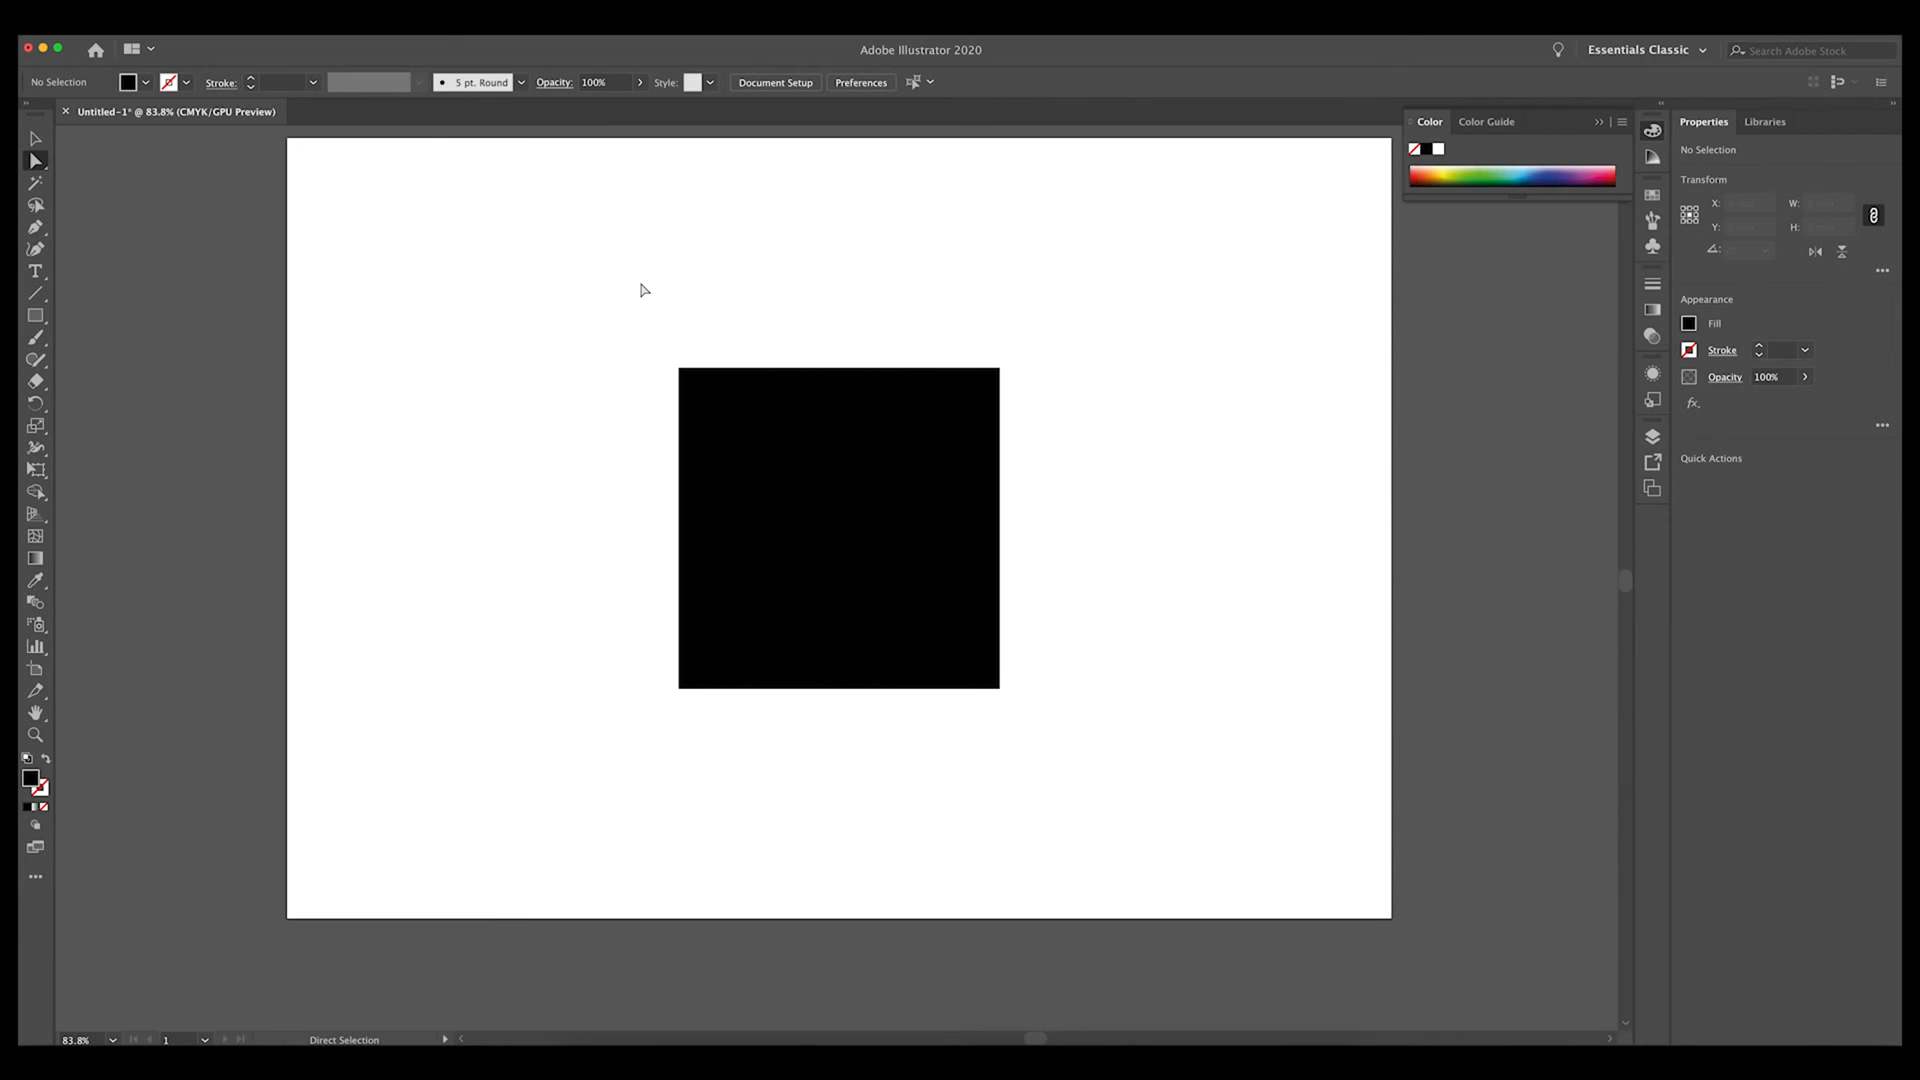 Adobe Illustrator 2020
Essentials Classic
Search Adobe Stock
No Selection
Stroke:
5 pt. Round
Opacity: 100%
Style:
Document Setup
Preferences
Untitled-1* @ 83.8% (CMYK/GPU Preview)
Color
Color Guide
Properties
Libraries
No Selection
Transform
X:
W:
Y:
H:
Appearance
Fill
Stroke
Opacity 100%
fx.
Quick Actions
83.8%
1
Direct Selection